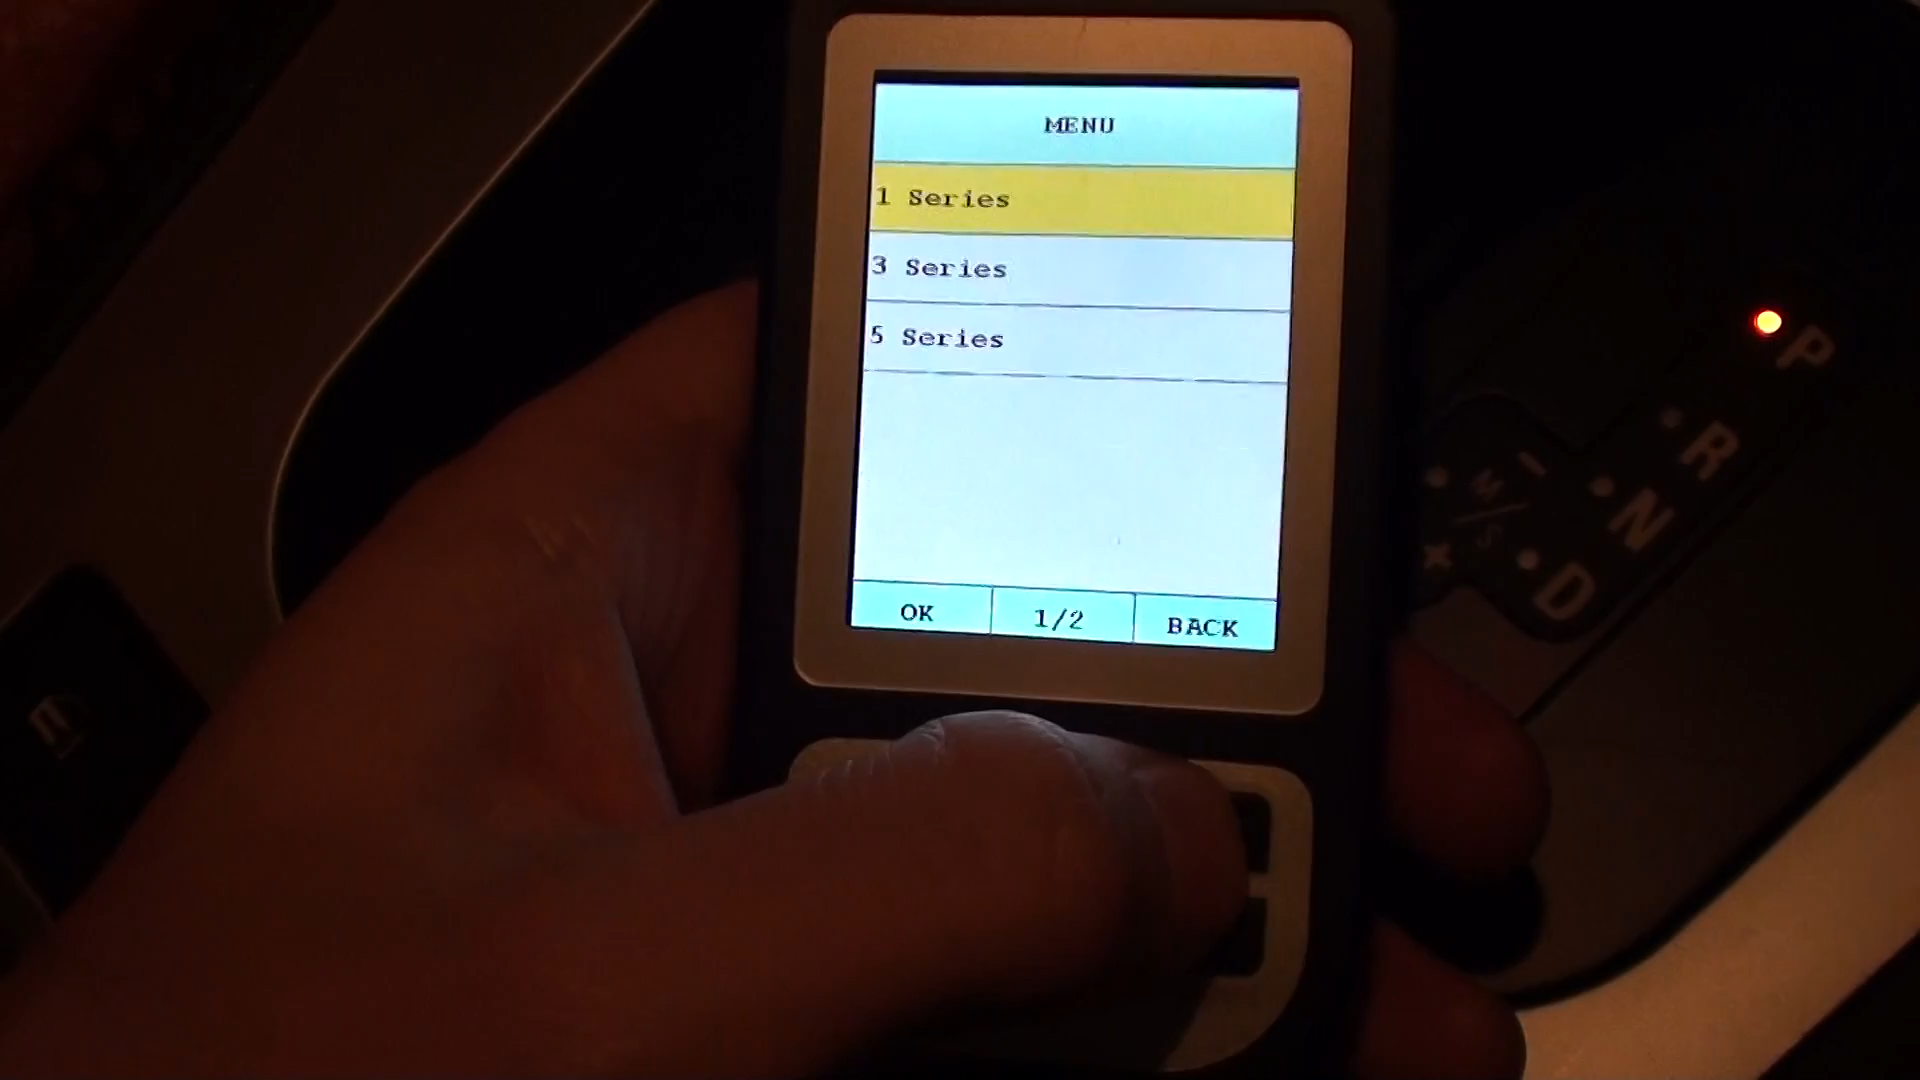 MENU
1 Series
3 Series
5 Series
OK 1/2 BACK
P
R
N
D
M/S
-
+